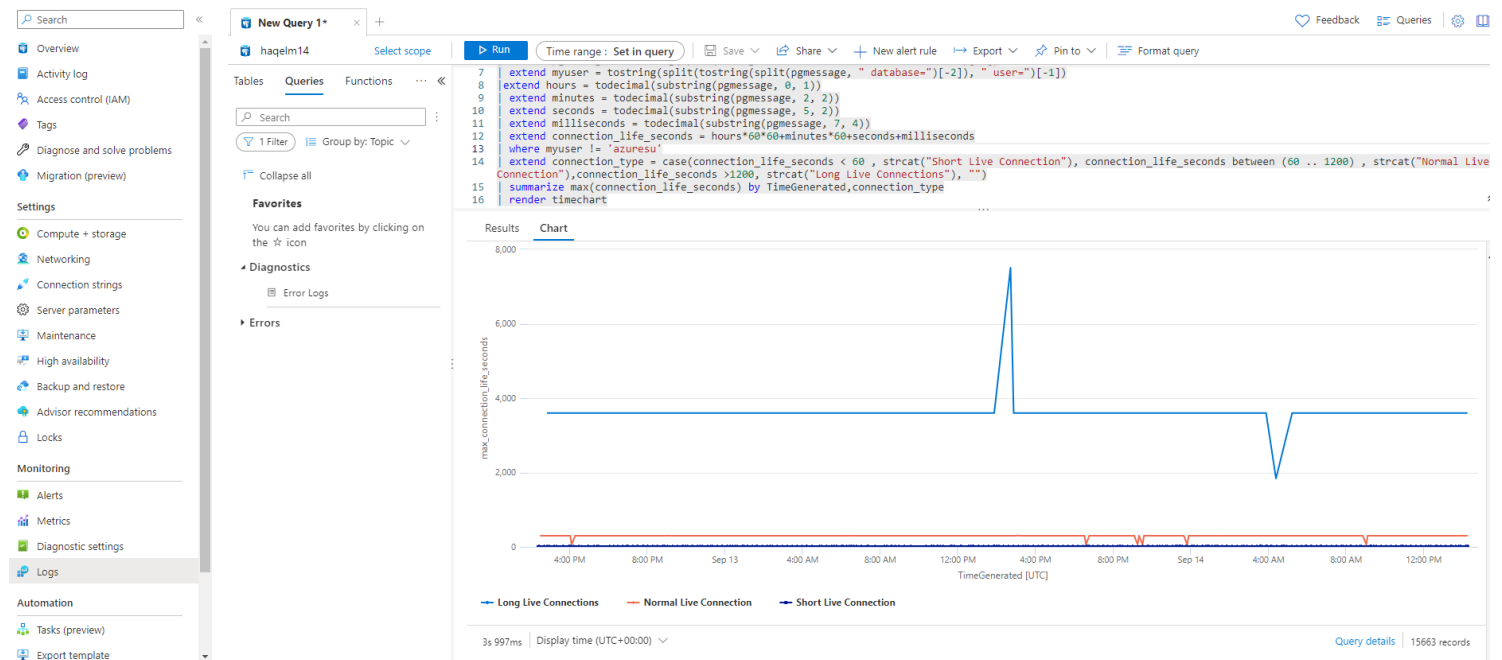 Search
«
Overview
Activity log
Access control (IAM)
Tags
Diagnose and solve problems
Migration (preview)
Settings
Compute + storage
Networking
Connection strings
Server parameters
Maintenance
High availability
Backup and restore
Advisor recommendations
Locks
Monitoring
Alerts
Metrics
Diagnostic settings
Logs
Automation
Tasks (preview)
Export template
New Query 1*
×
+
Feedback
Queries
haqelm14
Select scope
Run
Time range : Set in query
Save
Share
New alert rule
Export
Pin to
Format query
Tables
Queries
Functions
···
«
Search
1 Filter
Group by: Topic
Collapse all
Favorites
You can add favorites by clicking on
the ☆ icon
Diagnostics
Error Logs
Errors
7 | extend myuser = tostring(split(tostring(split(pgmessage, " database=")[-2]), " user=")[-1])
8 |extend hours = todecimal(substring(pgmessage, 0, 1))
9 | extend minutes = todecimal(substring(pgmessage, 2, 2))
10 | extend seconds = todecimal(substring(pgmessage, 5, 2))
11 | extend milliseconds = todecimal(substring(pgmessage, 7, 4))
12 | extend connection_life_seconds = hours*60*60+minutes*60+seconds+milliseconds
13 | where myuser != 'azuresu'
14 | extend connection_type = case(connection_life_seconds < 60 , strcat("Short Live Connection"), connection_life_seconds between (60 .. 1200) , strcat("Normal Live
Connection"),connection_life_seconds >1200, strcat("Long Live Connections"), "")
15 | summarize max(connection_life_seconds) by TimeGenerated,connection_type
16 | render timechart
Results
Chart
8,000
6,000
4,000
2,000
0
max_connection_life_seconds
4:00 PM
8:00 PM
Sep 13
4:00 AM
8:00 AM
12:00 PM
4:00 PM
8:00 PM
Sep 14
4:00 AM
8:00 AM
12:00 PM
TimeGenerated [UTC]
Long Live Connections
Normal Live Connection
Short Live Connection
3s 997ms
Display time (UTC+00:00)
Query details
15663 records